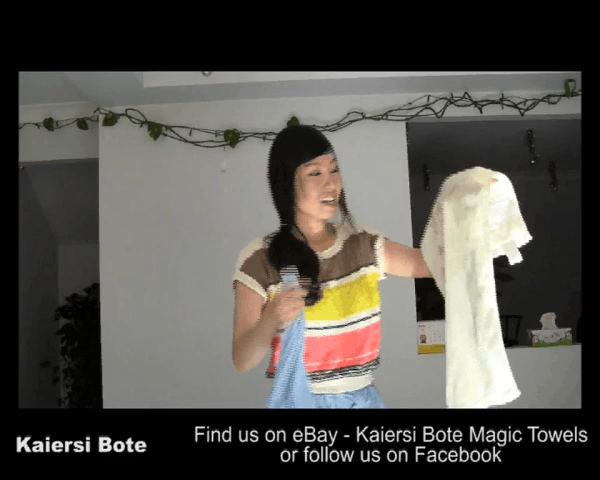 Kaiersi Bote
Find us on eBay - Kaiersi Bote Magic Towels
or follow us on Facebook